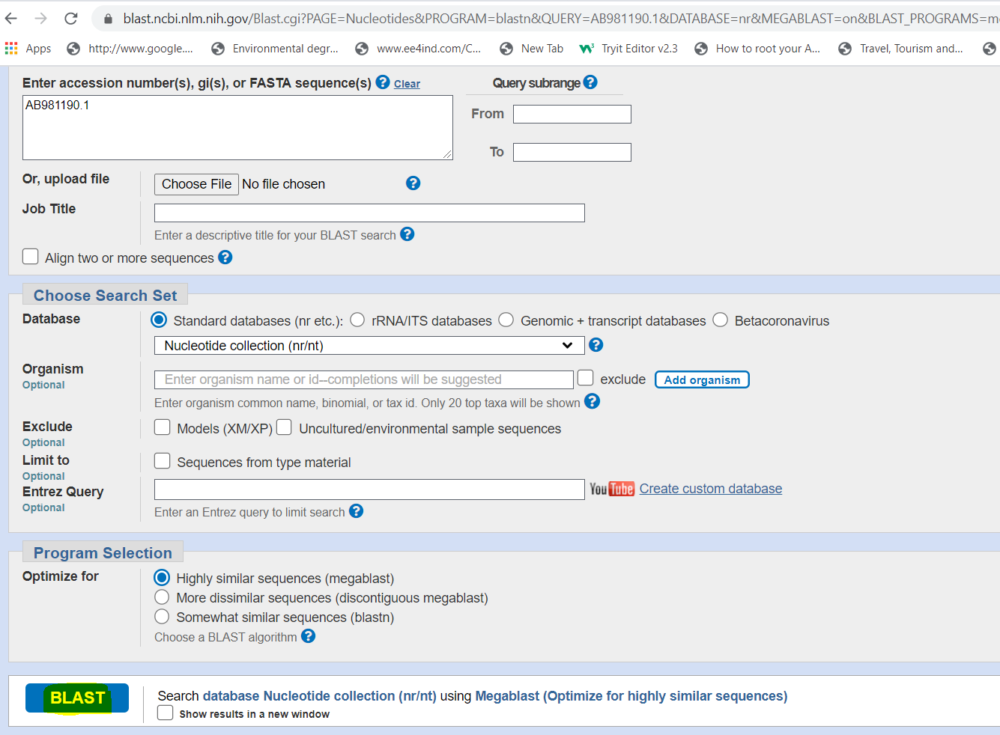 blast.ncbi.nlm.nih.gov/Blast.cgi?PAGE=Nucleotides&PROGRAM=blastn&QUERY=AB981190.1&DATABASE=nr&MEGABLAST=on&BLAST_PROGRAMS=m
Apps http://www.google.... Environmental degr... www.ee4ind.com/C... New Tab W3 Tryit Editor v2.3 How to root your A... Travel, Tourism and...
Enter accession number(s), gi(s), or FASTA sequence(s) ? Clear Query subrange ?
AB981190.1
From
To
Or, upload file Choose File No file chosen ?
Job Title
Enter a descriptive title for your BLAST search ?
Align two or more sequences ?
Choose Search Set
Database Standard databases (nr etc.): rRNA/ITS databases Genomic + transcript databases Betacoronavirus
Nucleotide collection (nr/nt) ?
Organism
Optional
Enter organism name or id--completions will be suggested exclude Add organism
Enter organism common name, binomial, or tax id. Only 20 top taxa will be shown ?
Exclude
Optional
Models (XM/XP) Uncultured/environmental sample sequences
Limit to
Optional
Sequences from type material
Entrez Query
Optional
YouTube Create custom database
Enter an Entrez query to limit search ?
Program Selection
Optimize for Highly similar sequences (megablast)
More dissimilar sequences (discontiguous megablast)
Somewhat similar sequences (blastn)
Choose a BLAST algorithm ?
BLAST Search database Nucleotide collection (nr/nt) using Megablast (Optimize for highly similar sequences)
Show results in a new window